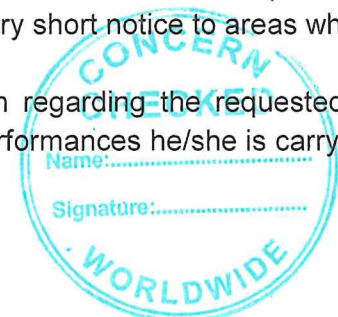 ry short notice to areas wh
CONCERN
n regarding the requested
CHECKED
rformances he/she is carry
Name:
Signature:
WORLDWIDE